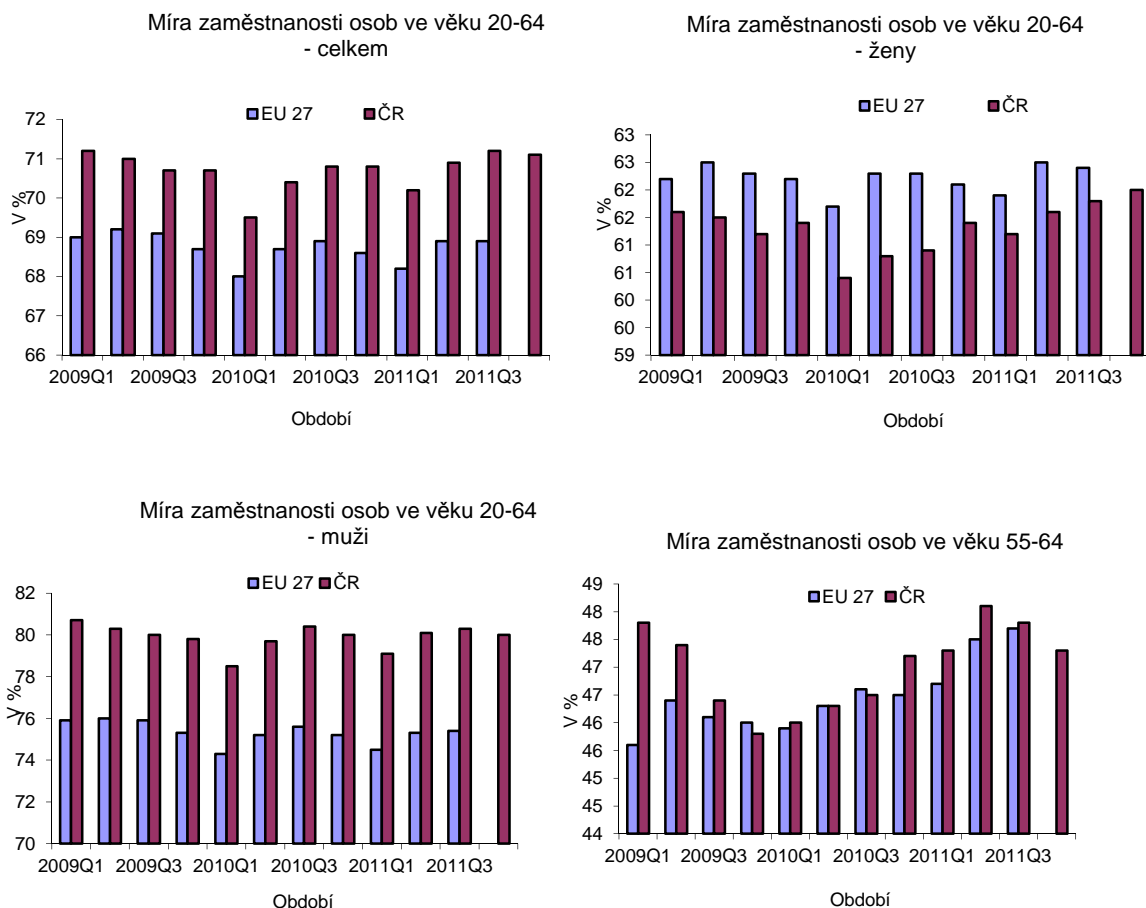 Míra zaměstnanosti osob ve věku 20-64
- celkem
EU 27 ČR
72
71
70
69
68
67
66
V %
2009Q1 2009Q3 2010Q1 2010Q3 2011Q1 2011Q3
Období
Míra zaměstnanosti osob ve věku 20-64
- ženy
EU 27 ČR
63
63
62
62
61
61
60
60
59
V %
2009Q1 2009Q3 2010Q1 2010Q3 2011Q1 2011Q3
Období
Míra zaměstnanosti osob ve věku 20-64
- muži
EU 27 ČR
82
80
78
76
74
72
70
V %
2009Q1 2009Q3 2010Q1 2010Q3 2011Q1 2011Q3
Období
Míra zaměstnanosti osob ve věku 55-64
EU 27 ČR
49
48
48
47
47
46
46
45
45
44
V %
2009Q1 2009Q3 2010Q1 2010Q3 2011Q1 2011Q3
Období